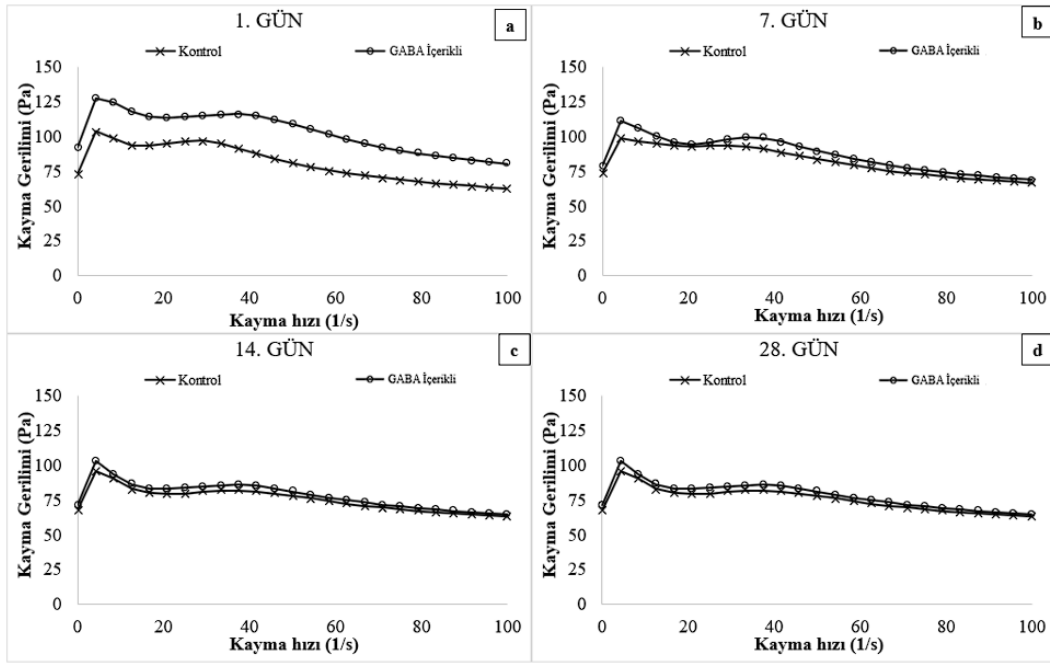 1. GÜN
a
Kontrol
GABA İçerikli
Kayma Gerilimi (Pa)
150
125
100
75
50
25
0
0 20 40 60 80 100
Kayma hızı (1/s)
7. GÜN
b
Kontrol
GABA İçerikli
Kayma Gerilimi (Pa)
150
125
100
75
50
25
0
0 20 40 60 80 100
Kayma hızı (1/s)
14. GÜN
c
Kontrol
GABA İçerikli
Kayma Gerilimi (Pa)
150
125
100
75
50
25
0
0 20 40 60 80 100
Kayma hızı (1/s)
28. GÜN
d
Kontrol
GABA İçerikli
Kayma Gerilimi (Pa)
150
125
100
75
50
25
0
0 20 40 60 80 100
Kayma hızı (1/s)